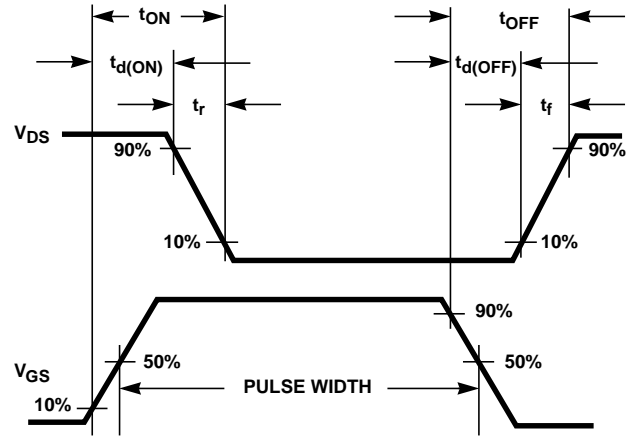 tON
tOFF
td(ON)
td(OFF)
tr
tf
VDS
90%
90%
10%
10%
90%
VGS
50%
50%
PULSE WIDTH
10%